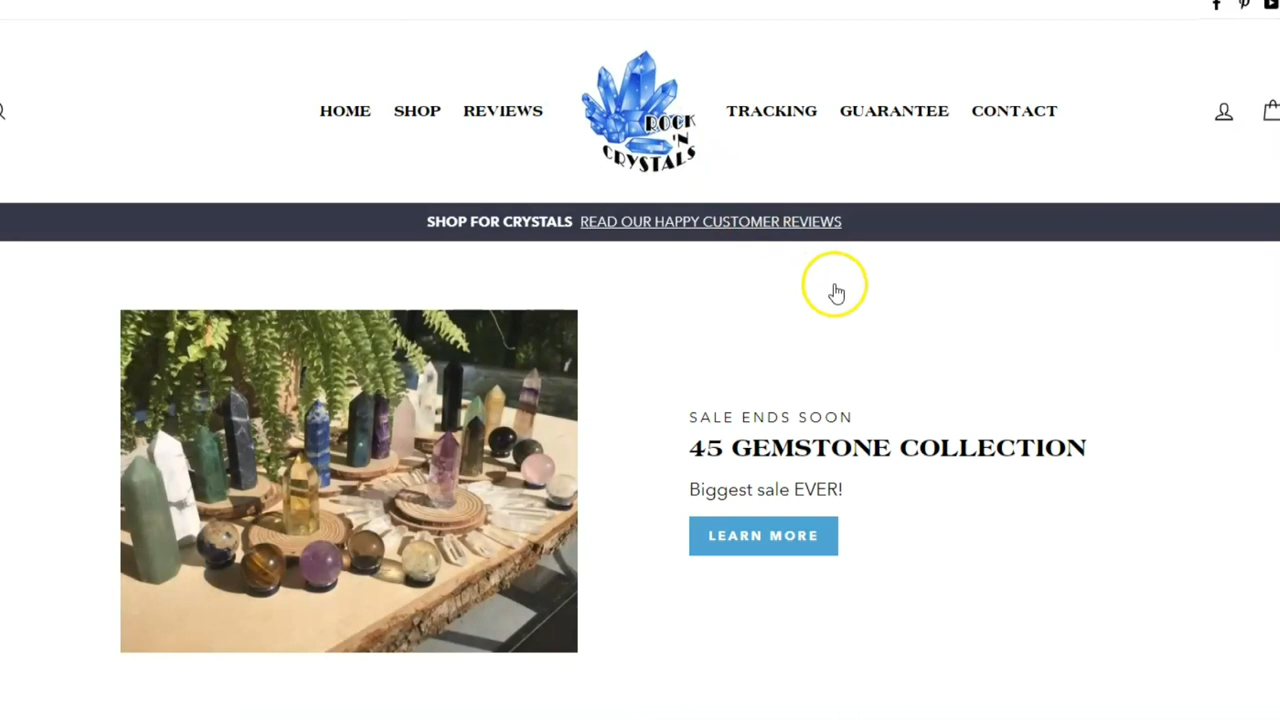 HOME SHOP REVIEWS ROCK 'N CRYSTALS TRACKING GUARANTEE CONTACT
SHOP FOR CRYSTALS READ OUR HAPPY CUSTOMER REVIEWS
SALE ENDS SOON
45 GEMSTONE COLLECTION
Biggest sale EVER!
LEARN MORE